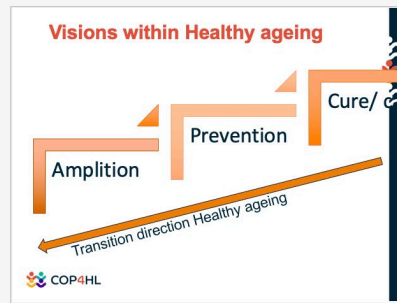 Visions within Healthy ageing
Cure/
Prevention
Amplition
Transition direction Healthy ageing
COP4HL